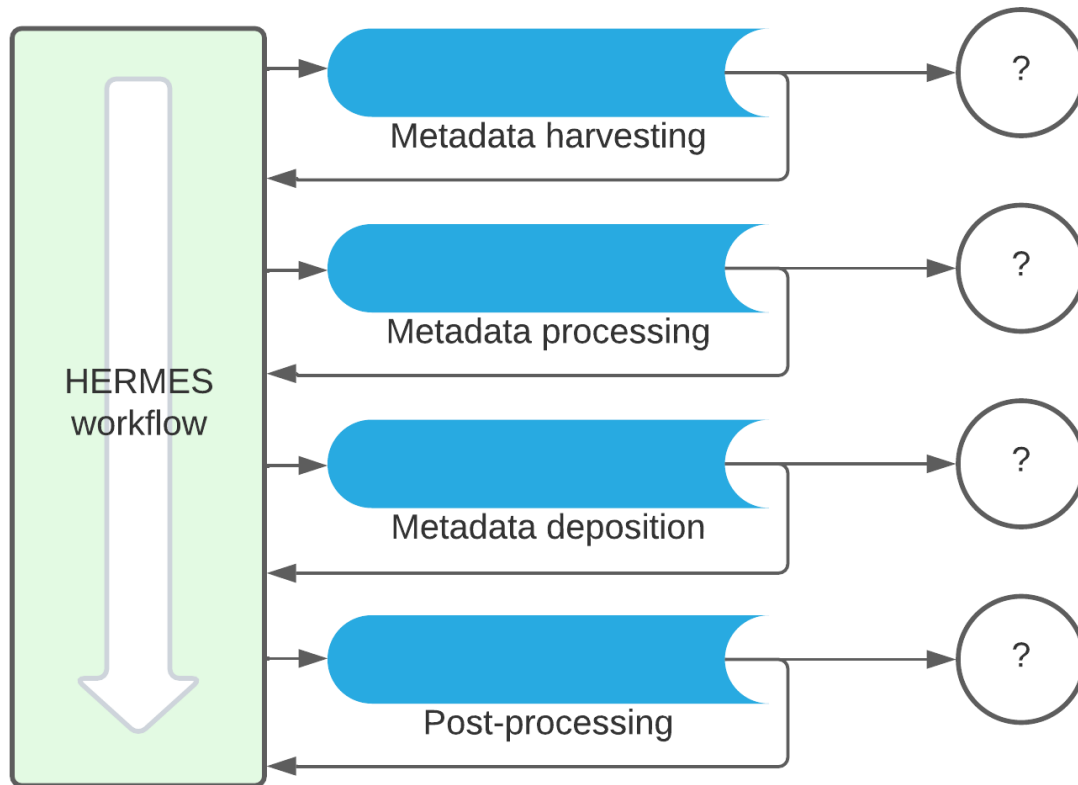 ?
Metadata harvesting
?
Metadata processing
HERMES
workflow
?
Metadata deposition
?
Post-processing